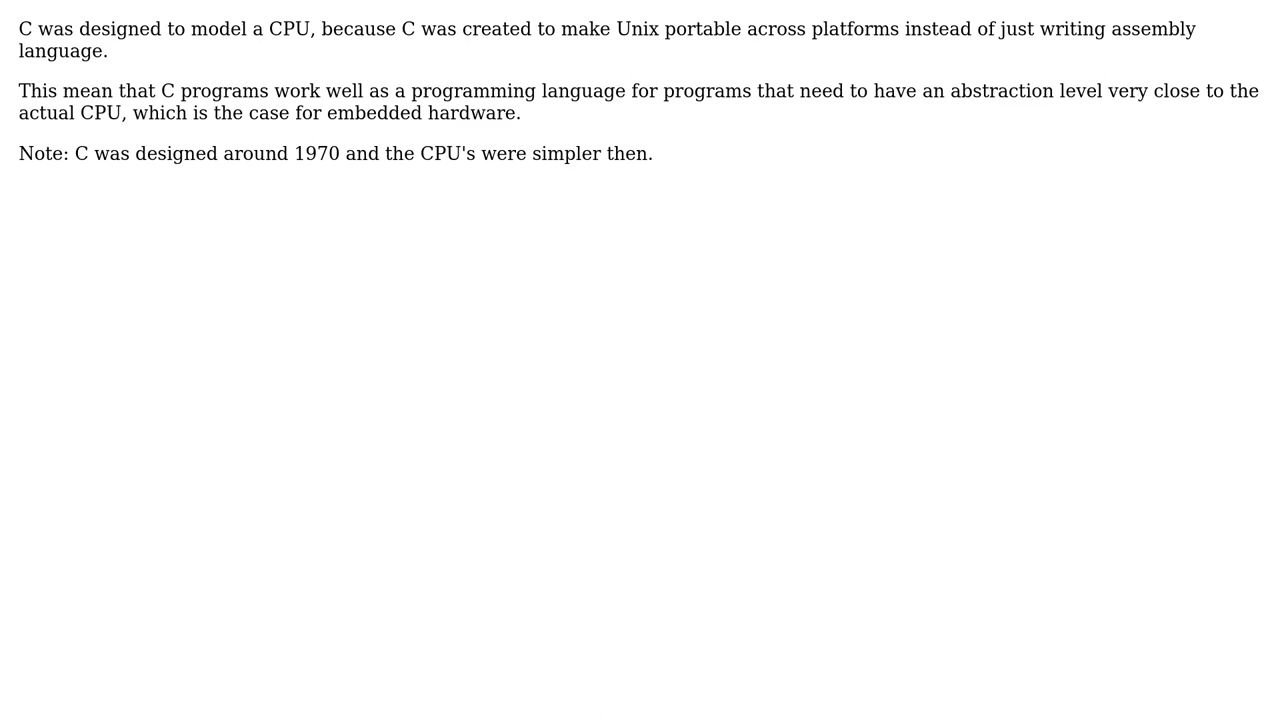 C was designed to model a CPU, because C was created to make Unix portable across platforms instead of just writing assembly
language.
This mean that C programs work well as a programming language for programs that need to have an abstraction level very close to the
actual CPU, which is the case for embedded hardware.
Note: C was designed around 1970 and the CPU's were simpler then.